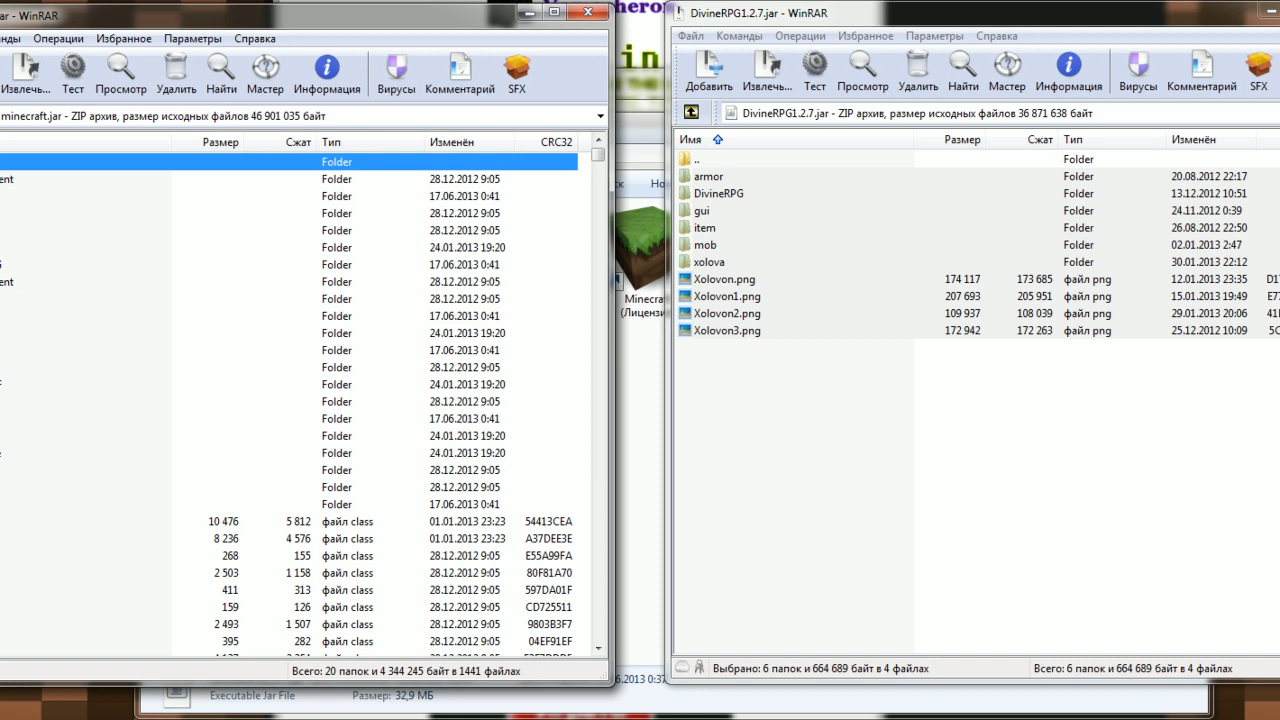 ar - WinRAR
нды Операции Избранное Параметры Справка
Извлечь... Тест Просмотр Удалить Найти Мастер Информация Вирусы Комментарий SFX
minecraft.jar - ZIP архив, размер исходных файлов 46 901 035 байт
Размер Сжат Тип Изменён CRC32
Folder
ent Folder 28.12.2012 9:05
Folder 17.06.2013 0:41
Folder 28.12.2012 9:05
Folder 28.12.2012 9:05
Folder 24.01.2013 19:20
Folder 17.06.2013 0:41
ent Folder 28.12.2012 9:05
Folder 28.12.2012 9:05
Folder 17.06.2013 0:41
Folder 24.01.2013 19:20
Folder 17.06.2013 0:41
Folder 28.12.2012 9:05
Folder 24.01.2013 19:20
Folder 28.12.2012 9:05
Folder 17.06.2013 0:41
Folder 24.01.2013 19:20
Folder 24.01.2013 19:20
Folder 28.12.2012 9:05
Folder 28.12.2012 9:05
Folder 17.06.2013 0:41
10 476 5 812 файл class 01.01.2013 23:23 54413CEA
8 236 4 576 файл class 01.01.2013 23:23 A37DEE3E
268 155 файл class 28.12.2012 9:05 E55A99FA
2 503 1 158 файл class 28.12.2012 9:05 80F81A70
411 313 файл class 28.12.2012 9:05 597DA01F
159 126 файл class 28.12.2012 9:05 CD725511
2 493 1 507 файл class 28.12.2012 9:05 9803B3F7
395 282 файл class 28.12.2012 9:05 04EF91EF
Всего: 20 папок и 4 344 245 байт в 1441 файлах
Executable Jar File Размер: 32,9 МБ
hero
in
ск Но
Minecr
(Лицензи
6.2013 0:37
DivineRPG1.2.7.jar - WinRAR
Файл Команды Операции Избранное Параметры Справка
Добавить Извлечь... Тест Просмотр Удалить Найти Мастер Информация Вирусы Комментарий SFX
DivineRPG1.2.7.jar - ZIP архив, размер исходных файлов 36 871 638 байт
Имя Размер Сжат Тип Изменён
.. Folder
armor Folder 20.08.2012 22:17
DivineRPG Folder 13.12.2012 10:51
gui Folder 24.11.2012 0:39
item Folder 26.08.2012 22:50
mob Folder 02.01.2013 2:47
xolova Folder 30.01.2013 22:12
Xolovon.png 174 117 173 685 файл png 12.01.2013 23:35 D1
Xolovon1.png 207 693 205 951 файл png 15.01.2013 19:49 E7
Xolovon2.png 109 937 108 039 файл png 29.01.2013 20:06 41
Xolovon3.png 172 942 172 263 файл png 25.12.2012 10:09 5C
Выбрано: 6 папок и 664 689 байт в 4 файлах Всего: 6 папок и 664 689 байт в 4 файлах